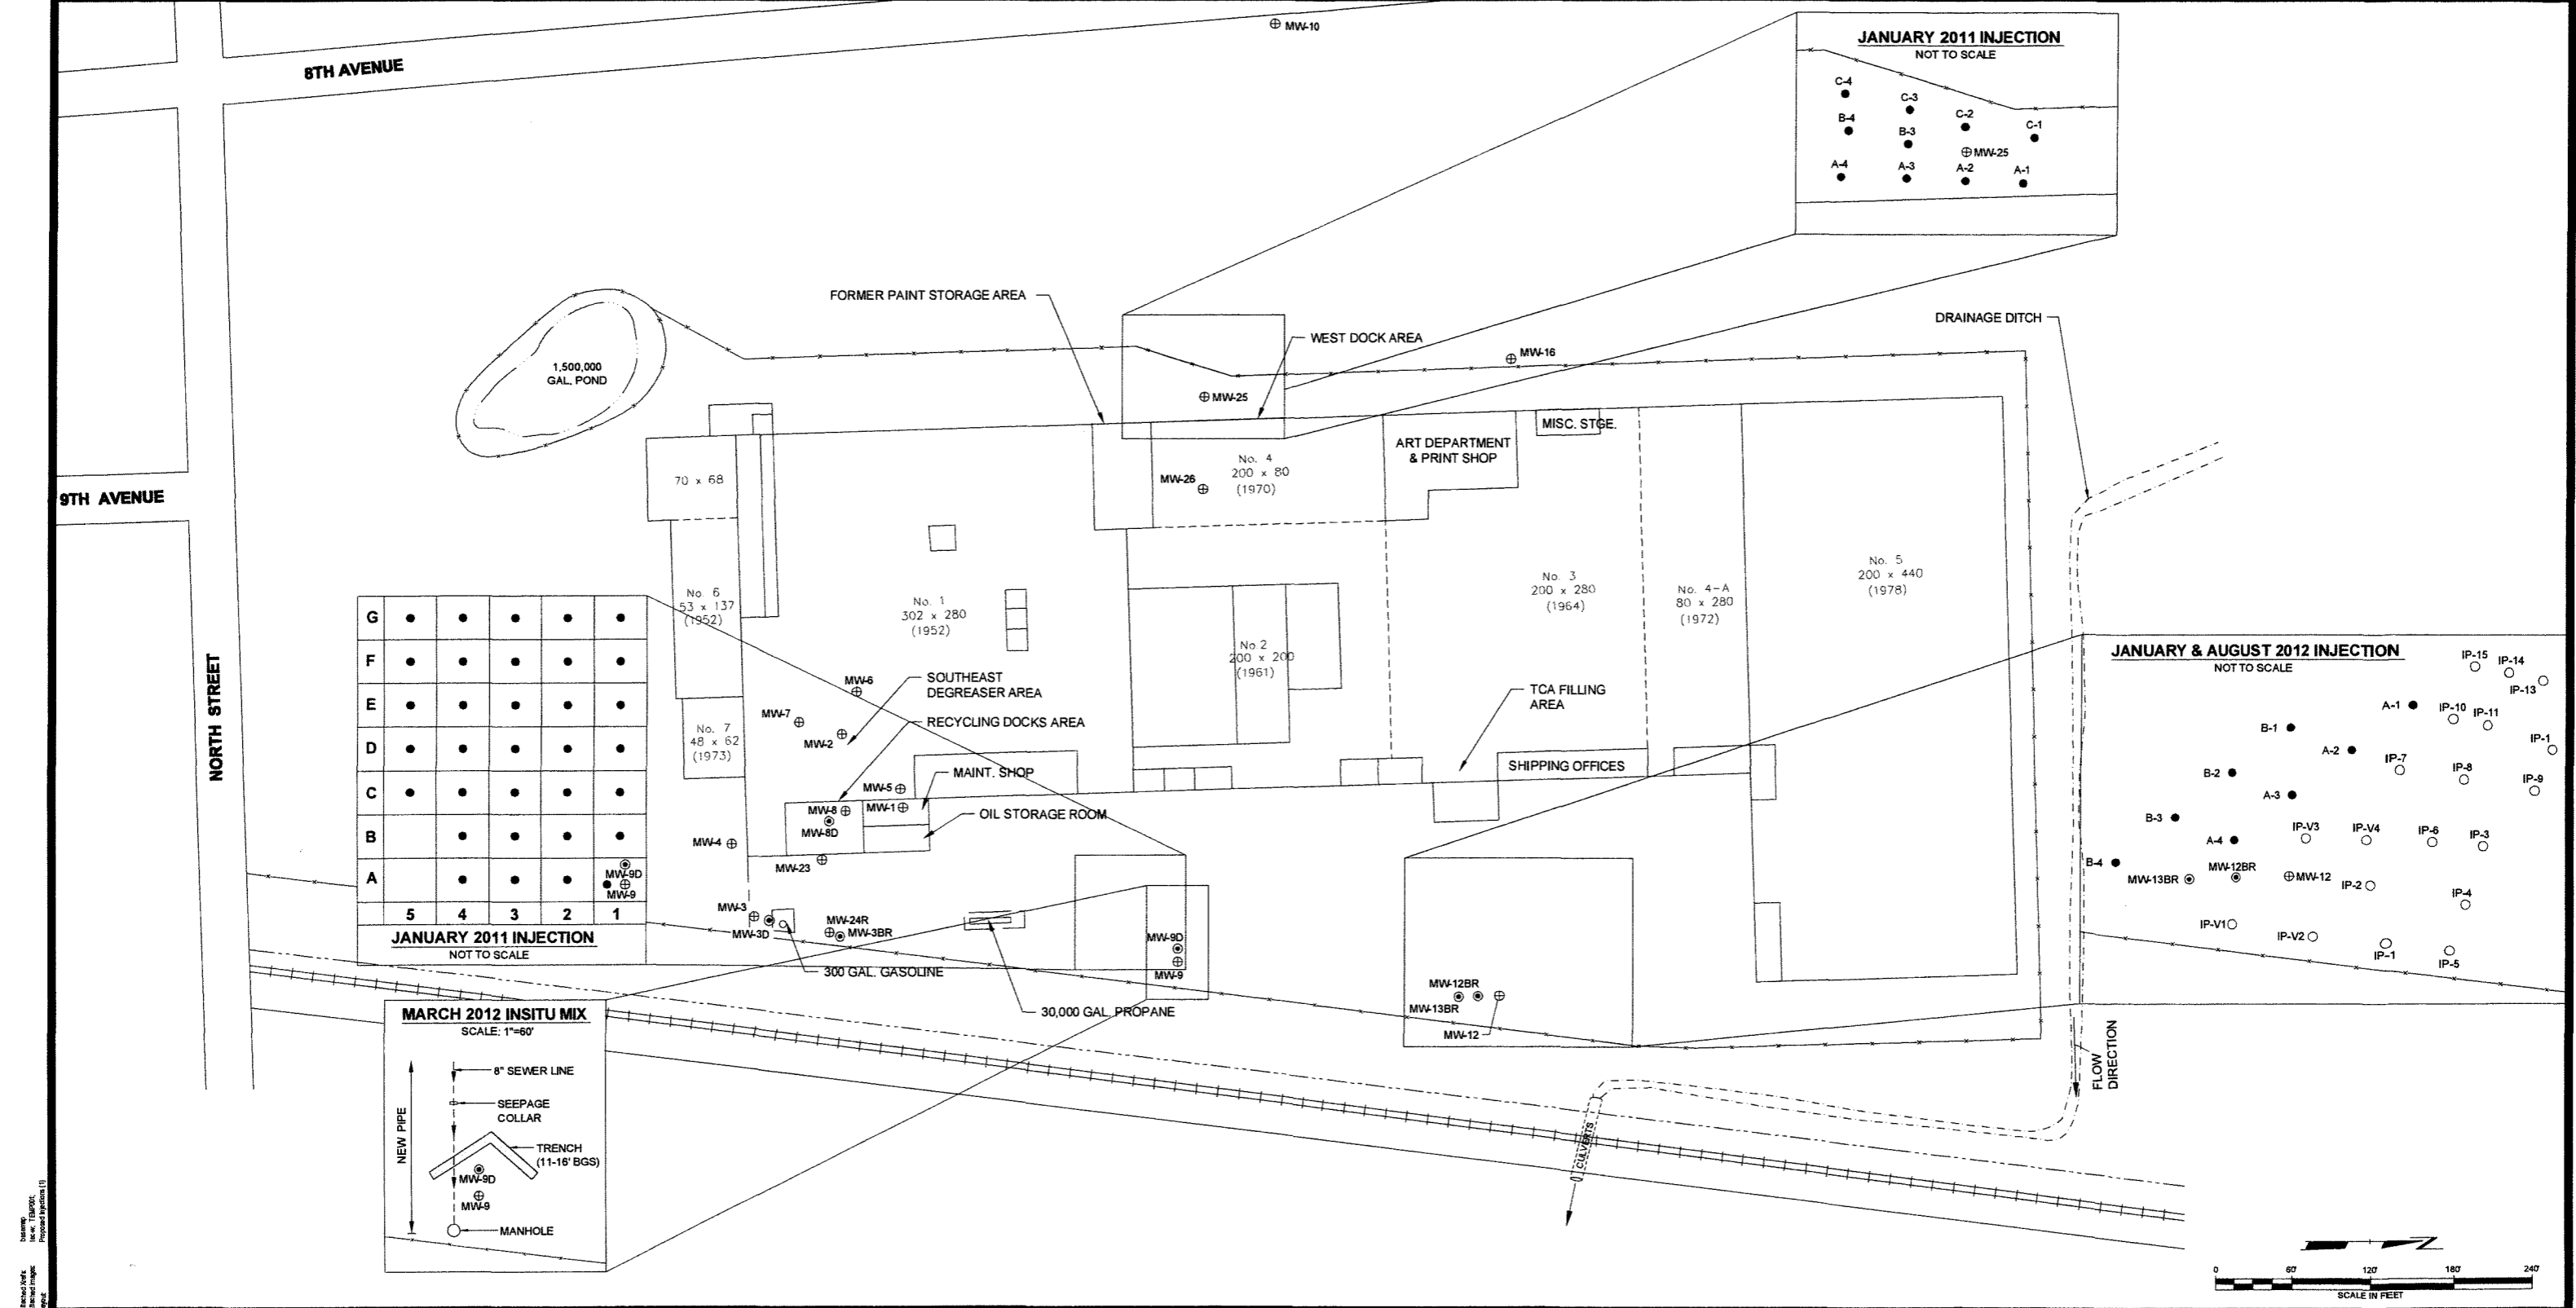 8TH AVENUE
MW-10
JANUARY 2011 INJECTION
NOT TO SCALE
C-4
C-3
C-2
C-1
B-4
B-3
MW-25
A-4
A-3
A-2
A-1
FORMER PAINT STORAGE AREA
WEST DOCK AREA
DRAINAGE DITCH
MW-16
1,500,000
GAL. POND
MW-25
MISC. STGE.
ART DEPARTMENT
& PRINT SHOP
No. 4
200 x 80
(1970)
MW-26
70 x 68
9TH AVENUE
No. 5
200 x 440
(1978)
No. 3
200 x 280
(1964)
No. 4-A
80 x 280
(1972)
No. 6
53 x 137
(1952)
No. 1
302 x 280
(1952)
No.2
200 x 200
(1961)
NORTH STREET
G
F
E
D
C
B
A
MW-9D
MW-9
5 4 3 2 1
JANUARY 2011 INJECTION
NOT TO SCALE
MW-6
SOUTHEAST
DEGREASER AREA
MW-7
MW-2
RECYCLING DOCKS AREA
No. 7
48 x 62
(1973)
TCA FILLING
AREA
SHIPPING OFFICES
MAINT. SHOP
MW-5
MW-8
MW-1
MW-8D
OIL STORAGE ROOM
MW-4
MW-23
MW-3
MW-3D
MW-24R
MW-3BR
300 GAL. GASOLINE
30,000 GAL. PROPANE
MW-9D
MW-9
MW-12BR
MW-13BR
MW-12
JANUARY & AUGUST 2012 INJECTION
NOT TO SCALE
IP-15
IP-14
IP-13
A-1
IP-10
IP-11
B-1
A-2
IP-1
IP-7
IP-8
B-2
IP-9
A-3
B-3
IP-V3
IP-V4
IP-6
IP-3
A-4
B-4
MW-13BR
MW-12BR
MW-12
IP-2
IP-4
IP-V1
IP-V2
IP-1
IP-5
FLOW
DIRECTION
CULVERTS
MARCH 2012 INSITU MIX
SCALE: 1"=60'
8" SEWER LINE
SEEPAGE
COLLAR
NEW PIPE
TRENCH
(11-16' BGS)
MW-9D
MW-9
MANHOLE
0 60' 120' 180' 240'
SCALE IN FEET